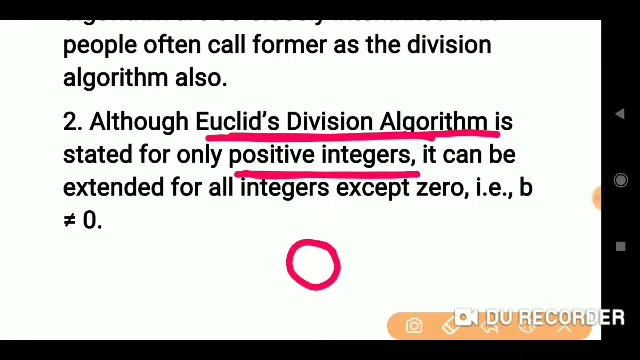 people often call former as the division
algorithm also.
2. Although Euclid's Division Algorithm is
stated for only positive integers, it can be
extended for all integers except zero, i.e., b
≠ 0.
DU RECORDER